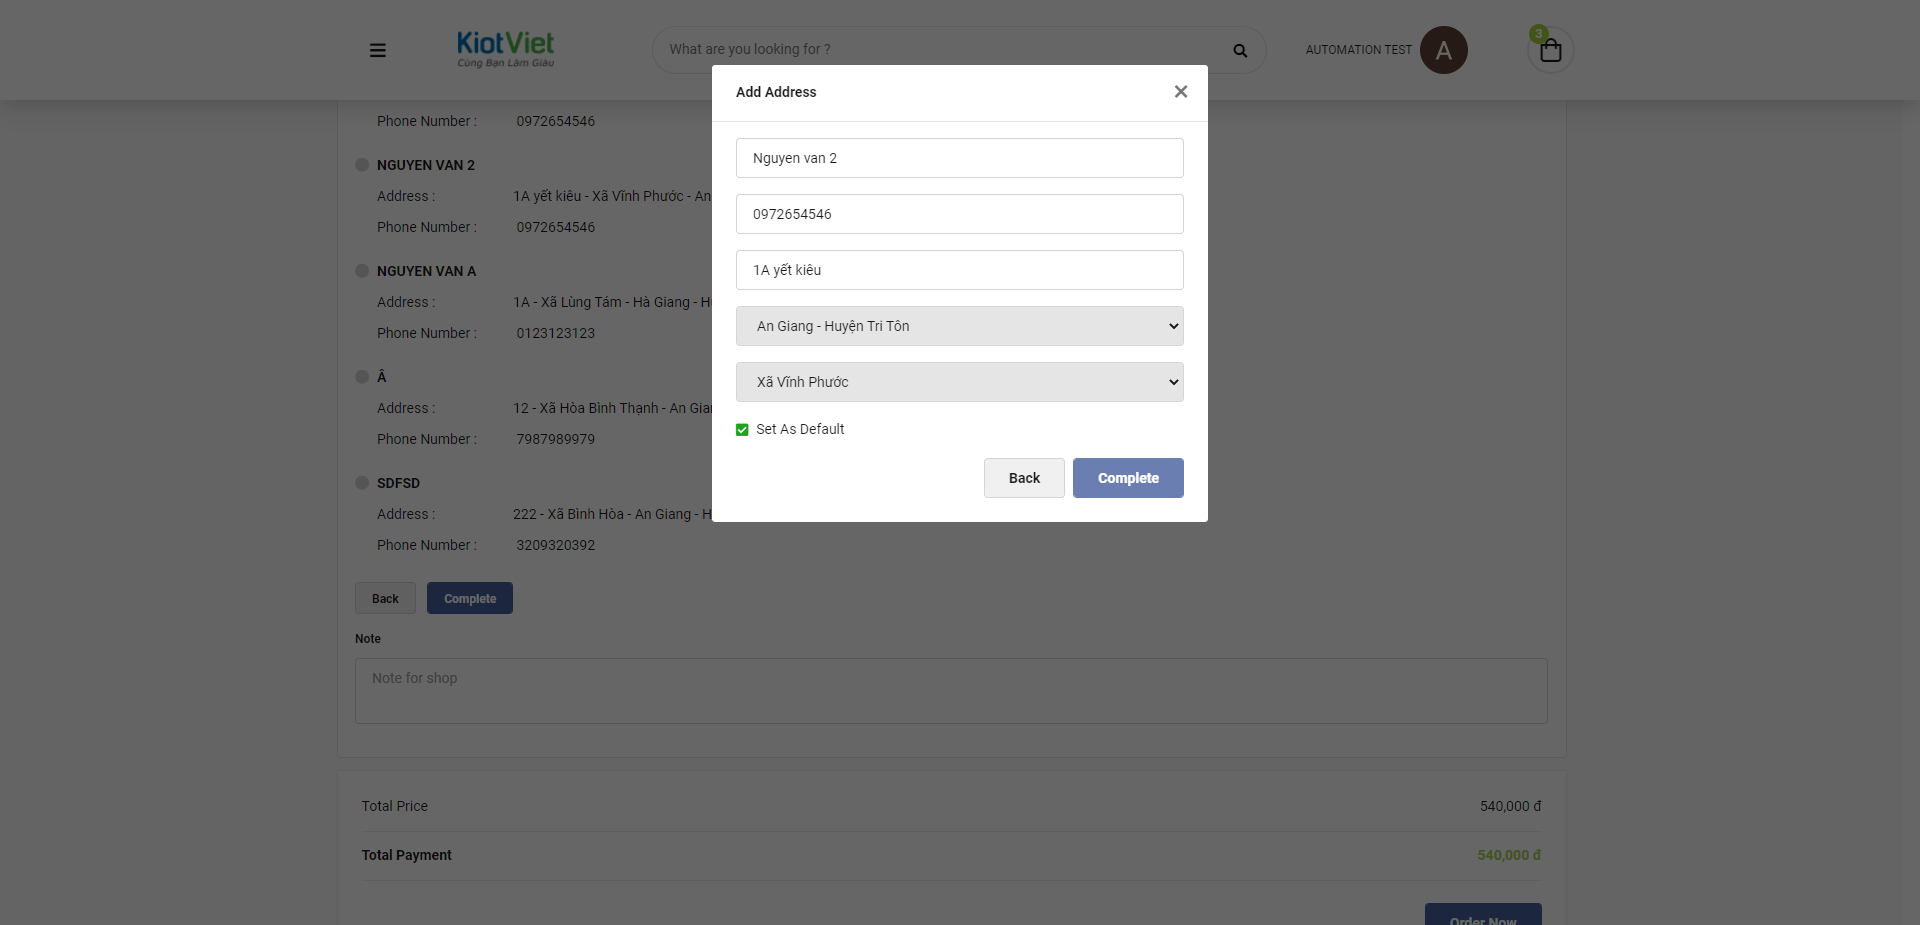 KiotViet
Cùng Bạn Làm Giàu
What are you looking for ?
AUTOMATION TEST
A
3
Phone Number : 0972654546
NGUYEN VAN 2
Address : 1A yết kiêu - Xã Vĩnh Phước - An
Phone Number : 0972654546
NGUYEN VAN A
Address : 1A - Xã Lùng Tám - Hà Giang - H
Phone Number : 0123123123
Â
Address : 12 - Xã Hòa Bình Thạnh - An Gia
Phone Number : 7987989979
SDFSD
Address : 222 - Xã Bình Hòa - An Giang - H
Phone Number : 3209320392
Back
Complete
Note
Note for shop
Total Price 540,000 đ
Total Payment 540,000 đ
Order Now
Add Address
Nguyen van 2
0972654546
1A yết kiêu
An Giang - Huyện Tri Tôn
Xã Vĩnh Phước
Set As Default
Back
Complete